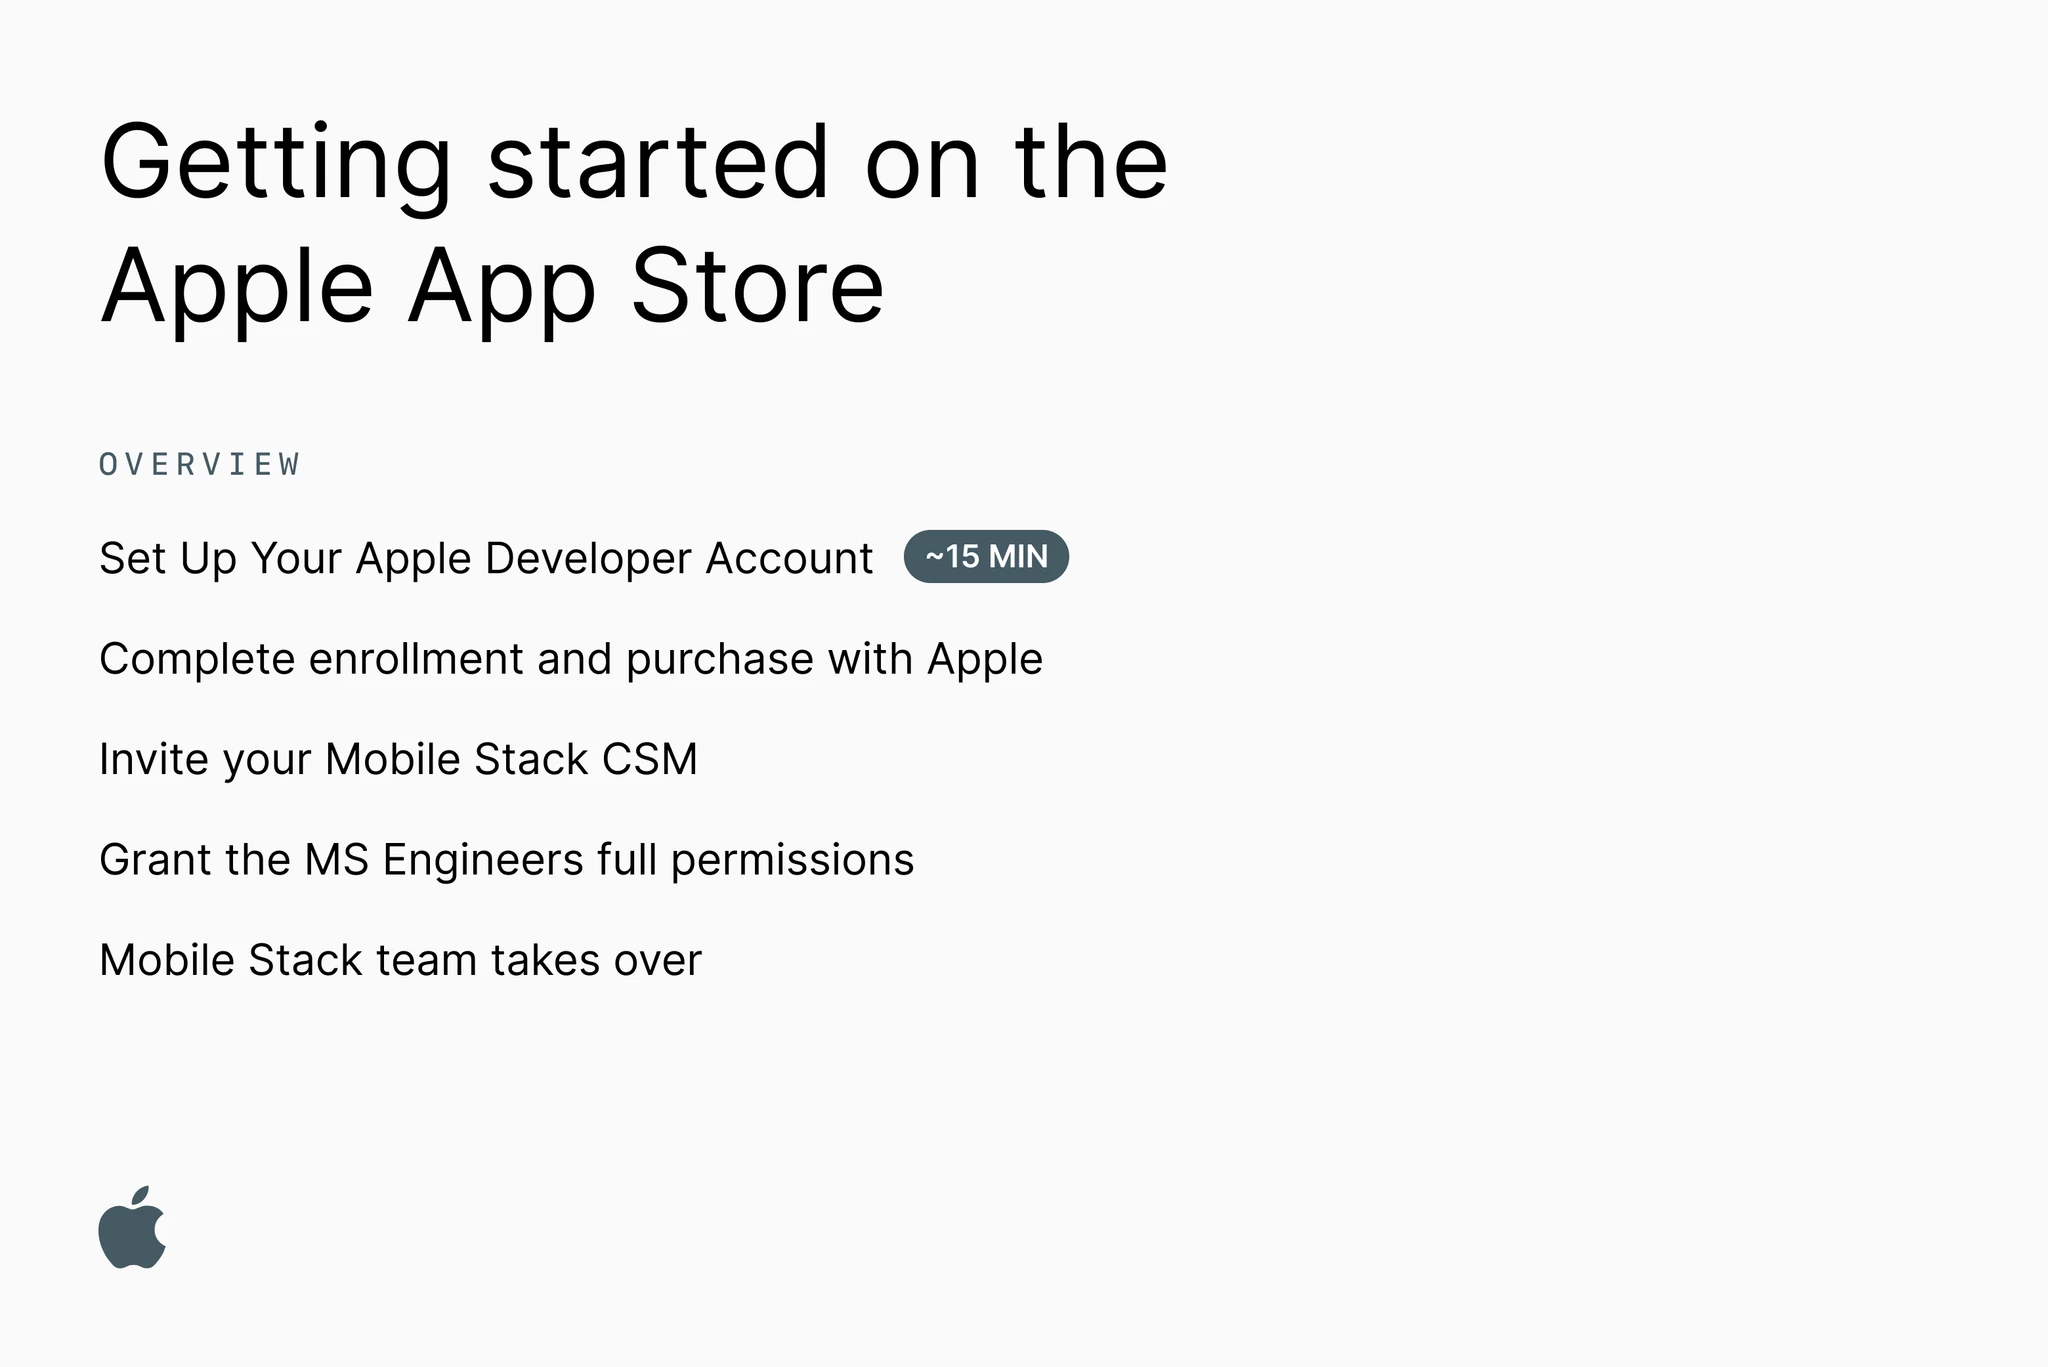 Getting started on the
Apple App Store
OVERVIEW
Set Up Your Apple Developer Account ~15 MIN
Complete enrollment and purchase with Apple
Invite your Mobile Stack CSM
Grant the MS Engineers full permissions
Mobile Stack team takes over